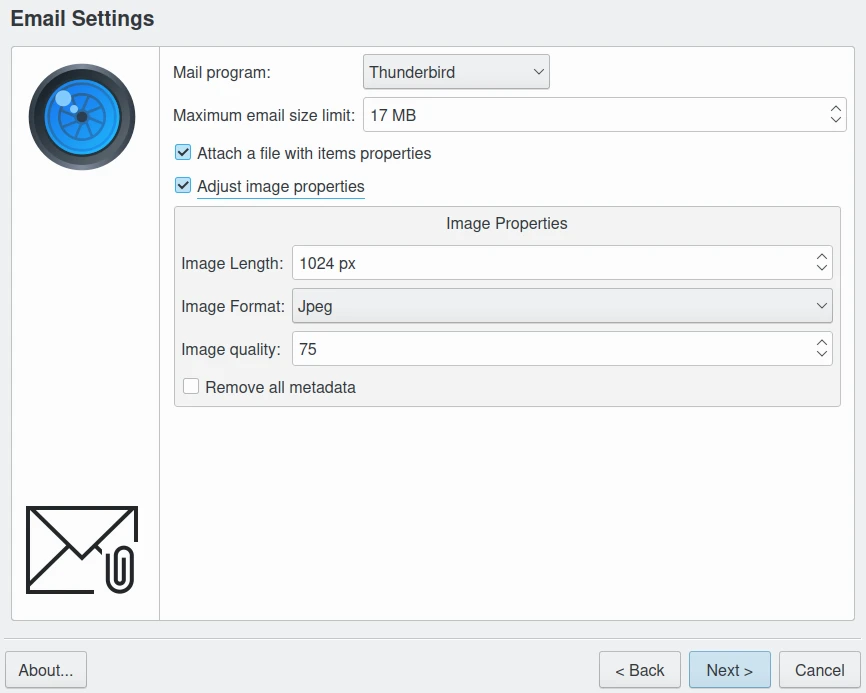 Email Settings
Mail program: Thunderbird
Maximum email size limit: 17 MB
Attach a file with items properties
Adjust image properties
Image Properties
Image Length: 1024 px
Image Format: Jpeg
Image quality: 75
Remove all metadata
About... < Back Next > Cancel